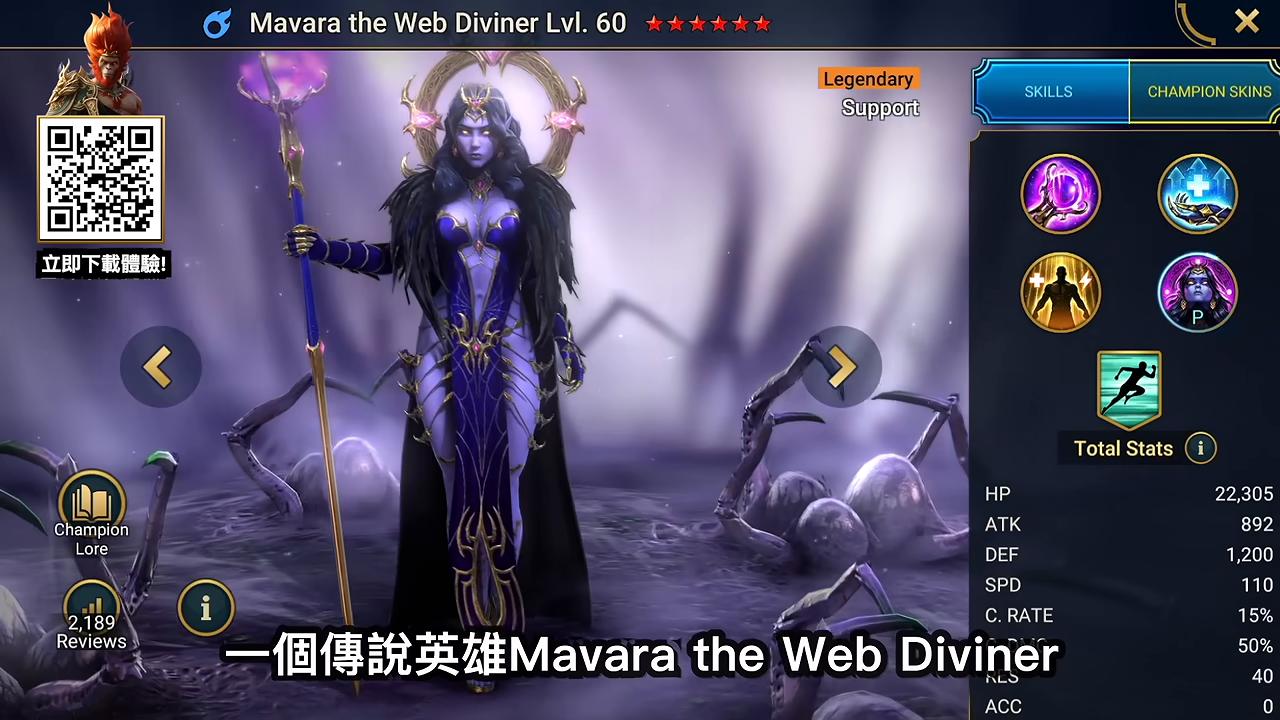 Mavara the Web Diviner Lvl. 60
Legendary
Support
SKILLS
CHAMPION SKINS
立即下載體驗!
P
Total Stats
HP 22,305
ATK 892
DEF 1,200
SPD 110
C. RATE 15%
50%
RES 40
ACC 0
Champion
Lore
2,189
Reviews
一個傳說英雄Mavara the Web Diviner